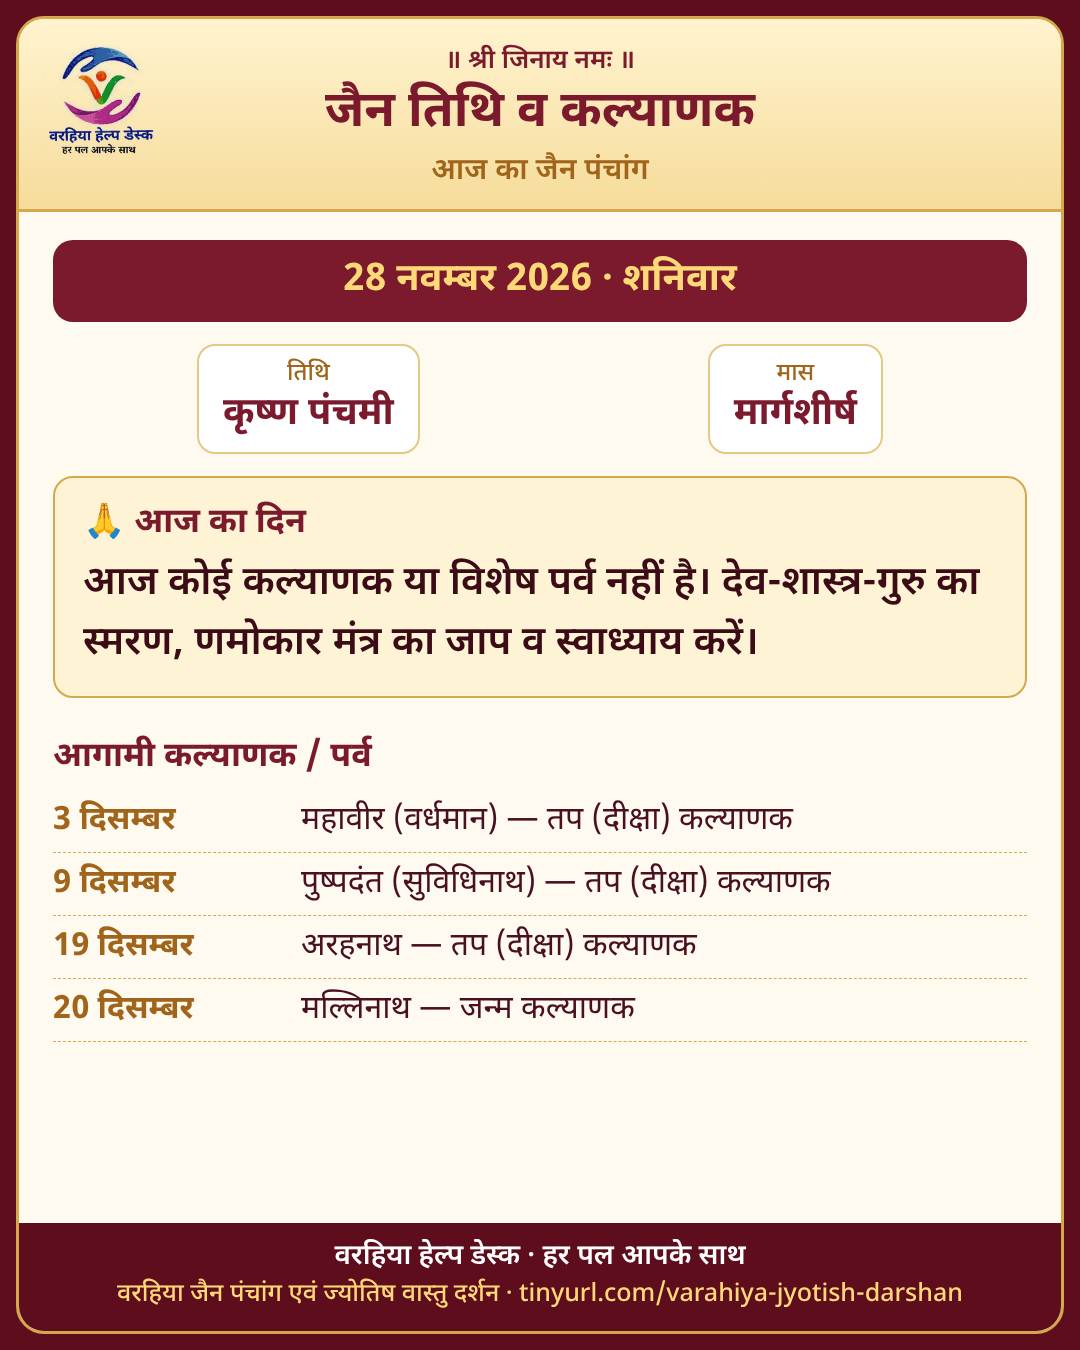 ॥ श्री जिनाय नमः ॥
जैन तिथि व कल्याणक
आज का जैन पंचांग
वरहिया हेल्प डेस्क
हर पल आपके साथ
28 नवम्बर 2026 · शनिवार
तिथि
कृष्ण पंचमी
मास
मार्गशीर्ष
🙏 आज का दिन
आज कोई कल्याणक या विशेष पर्व नहीं है। देव-शास्त्र-गुरु का
स्मरण, णमोकार मंत्र का जाप व स्वाध्याय करें।
आगामी कल्याणक / पर्व
3 दिसम्बर महावीर (वर्धमान) — तप (दीक्षा) कल्याणक
9 दिसम्बर पुष्पदंत (सुविधिनाथ) — तप (दीक्षा) कल्याणक
19 दिसम्बर अरहनाथ — तप (दीक्षा) कल्याणक
20 दिसम्बर मल्लिनाथ — जन्म कल्याणक
वरहिया हेल्प डेस्क · हर पल आपके साथ
वरहिया जैन पंचांग एवं ज्योतिष वास्तु दर्शन · tinyurl.com/varahiya-jyotish-darshan